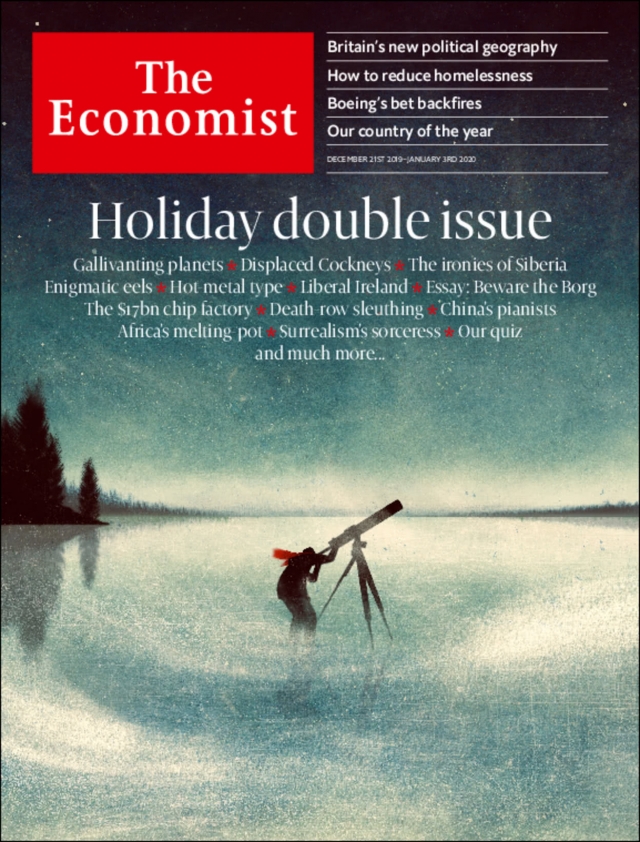 The
Economist
Britain's new political geography
How to reduce homelessness
Boeing's bet backfires
Our country of the year
DECEMBER 21ST 2019–JANUARY 3RD 2020
Holiday double issue
Gallivanting planets ★ Displaced Cockneys ★ The ironies of Siberia
Enigmatic eels ★ Hot-metal type ★ Liberal Ireland ★ Essay: Beware the Borg
The $17bn chip factory ★ Death-row sleuthing ★ China's pianists
Africa's melting-pot ★ Surrealism's sorceress ★ Our quiz
and much more...